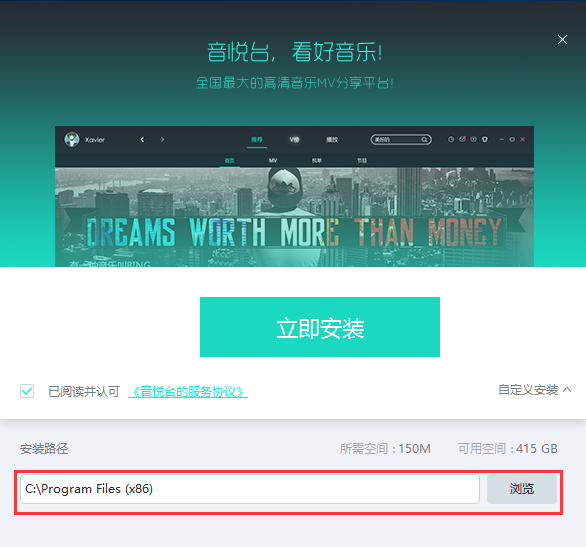 音悦台，看好音乐!
全国最大的高清音乐MV分享平台!
Xavier 推荐 V榜 播放
首页 MV 悦单 节目
DREAMS WORTH MORE THAN MONEY
有一种音乐叫BING
立即安装
已阅读并认可 《音悦台的服务协议》 自定义安装
安装路径 所需空间 : 150M 可用空间 : 415 GB
C:\Program Files (x86) 浏览